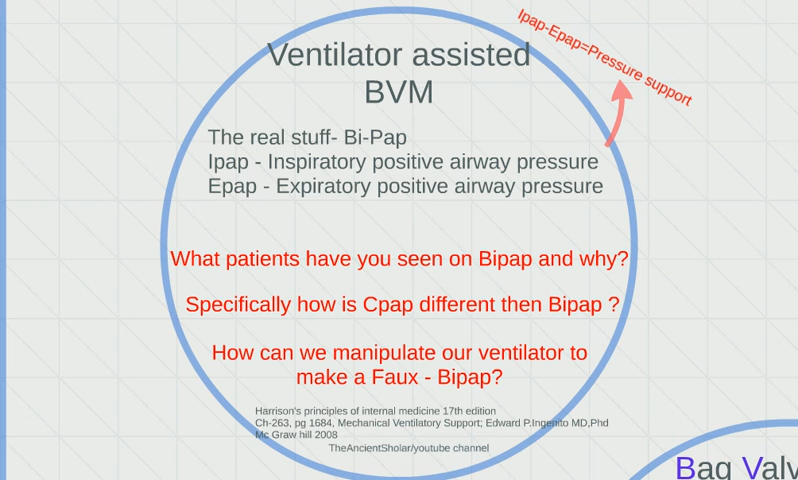 Ipap-Epap=Pressure support
Ventilator assisted
BVM
The real stuff- Bi-Pap
Ipap - Inspiratory positive airway pressure
Epap - Expiratory positive airway pressure
What patients have you seen on Bipap and why?
Specifically how is Cpap different then Bipap ?
How can we manipulate our ventilator to
make a Faux - Bipap?
Harrison's principles of internal medicine 17th edition
Ch-263, pg 1684, Mechanical Ventilatory Support; Edward P.Ingenito MD,Phd
Mc Graw hill 2008
TheAncientSholar/youtube channel
Bag Valv